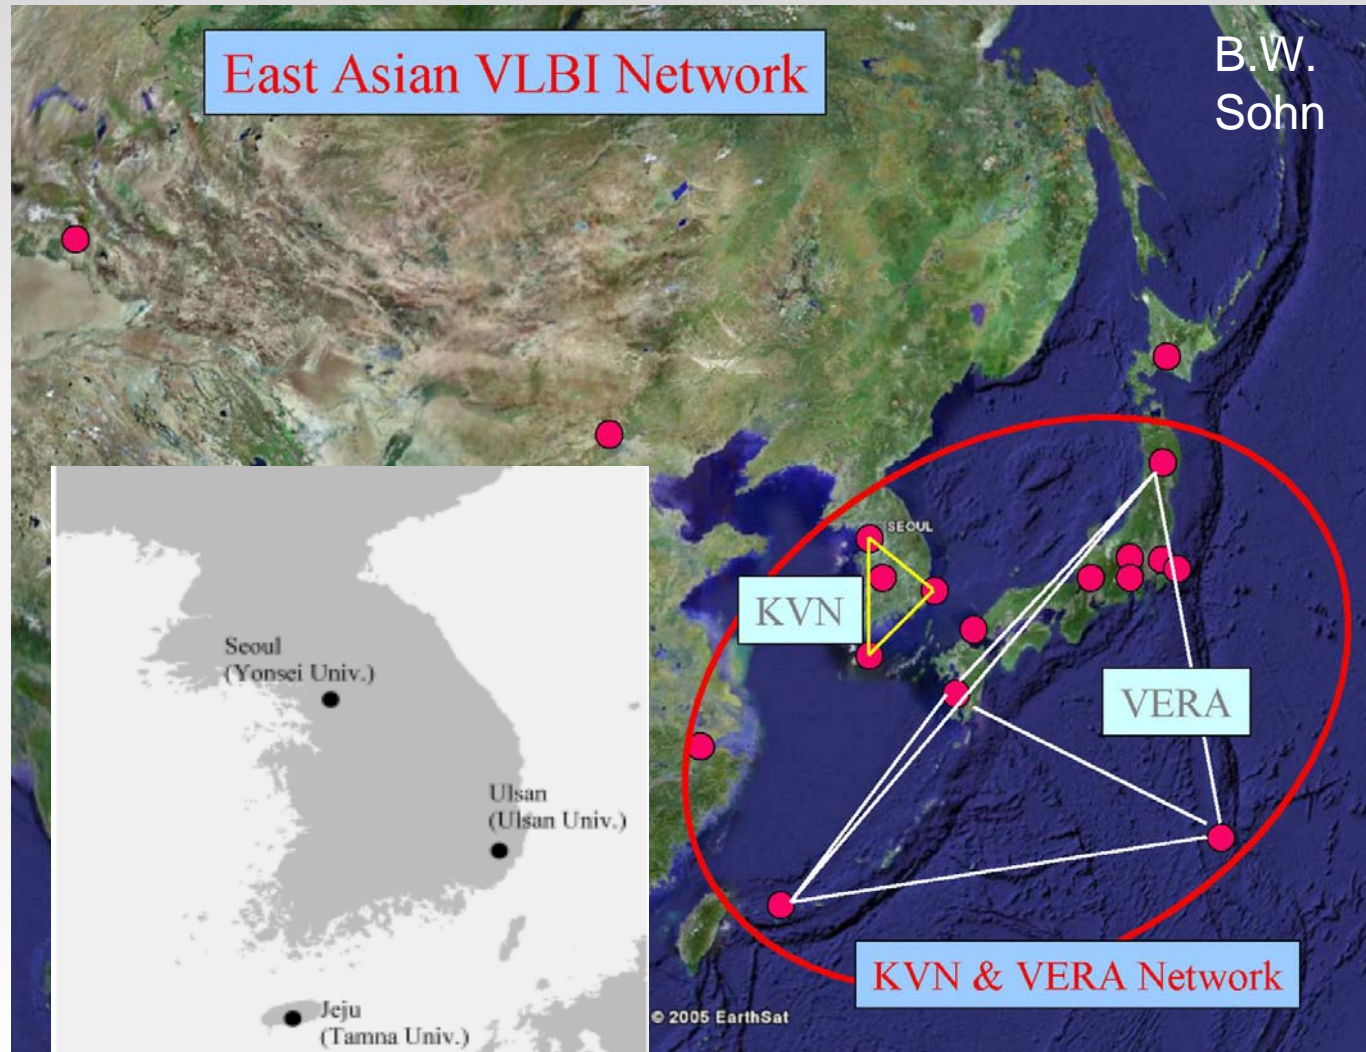 East Asian VLBI Network
B.W.
Sohn
SEOUL
KVN
VERA
Seoul
(Yonsei Univ.)
Ulsan
(Ulsan Univ.)
Jeju
(Tamna Univ.)
KVN & VERA Network
© 2005 EarthSat